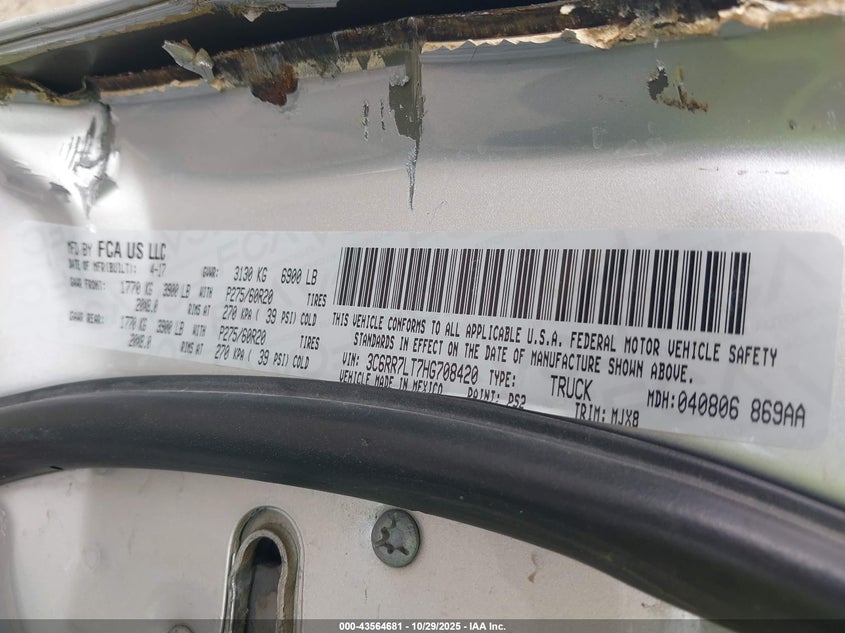 MFD BY FCA US LLC
DATE OF MFR(BUILT): 4-17 GVWR: 3130 KG 6900 LB
GAWR FRONT: 1770 KG 3900 LB WITH P275/60R20 TIRES
20X8.0 RIMS AT 270 KPA ( 39 PSI) COLD
GAWR REAR: 1770 KG 3900 LB WITH P275/60R20 TIRES
20X8.0 RIMS AT 270 KPA ( 39 PSI) COLD
THIS VEHICLE CONFORMS TO ALL APPLICABLE U.S.A. FEDERAL MOTOR VEHICLE SAFETY
STANDARDS IN EFFECT ON THE DATE OF MANUFACTURE SHOWN ABOVE.
VIN: 3C6RR7LT7HG708420 TYPE: TRUCK MDH:040806 869AA
VEHICLE MADE IN MEXICO PAINT: PS2 TRIM: MJX8
000-43564681 - 10/29/2025 - IAA Inc.